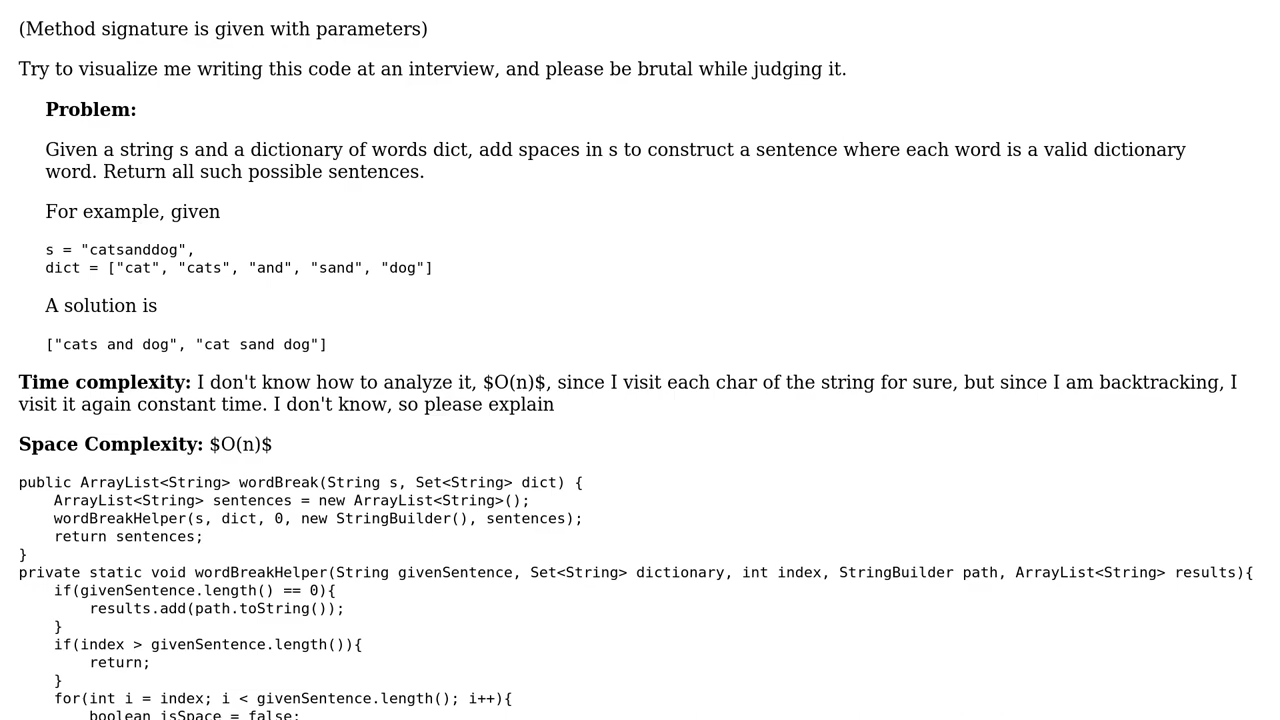 (Method signature is given with parameters)
Try to visualize me writing this code at an interview, and please be brutal while judging it.
Problem:
Given a string s and a dictionary of words dict, add spaces in s to construct a sentence where each word is a valid dictionary
word. Return all such possible sentences.
For example, given
s = "catsanddog",
dict = ["cat", "cats", "and", "sand", "dog"]
A solution is
["cats and dog", "cat sand dog"]
Time complexity: I don't know how to analyze it, $O(n)$, since I visit each char of the string for sure, but since I am backtracking, I
visit it again constant time. I don't know, so please explain
Space Complexity: $O(n)$
public ArrayList<String> wordBreak(String s, Set<String> dict) {
    ArrayList<String> sentences = new ArrayList<String>();
    wordBreakHelper(s, dict, 0, new StringBuilder(), sentences);
    return sentences;
}
private static void wordBreakHelper(String givenSentence, Set<String> dictionary, int index, StringBuilder path, ArrayList<String> results){
    if(givenSentence.length() == 0){
        results.add(path.toString());
    }
    if(index > givenSentence.length()){
        return;
    }
    for(int i = index; i < givenSentence.length(); i++){
        boolean isSpace = false;